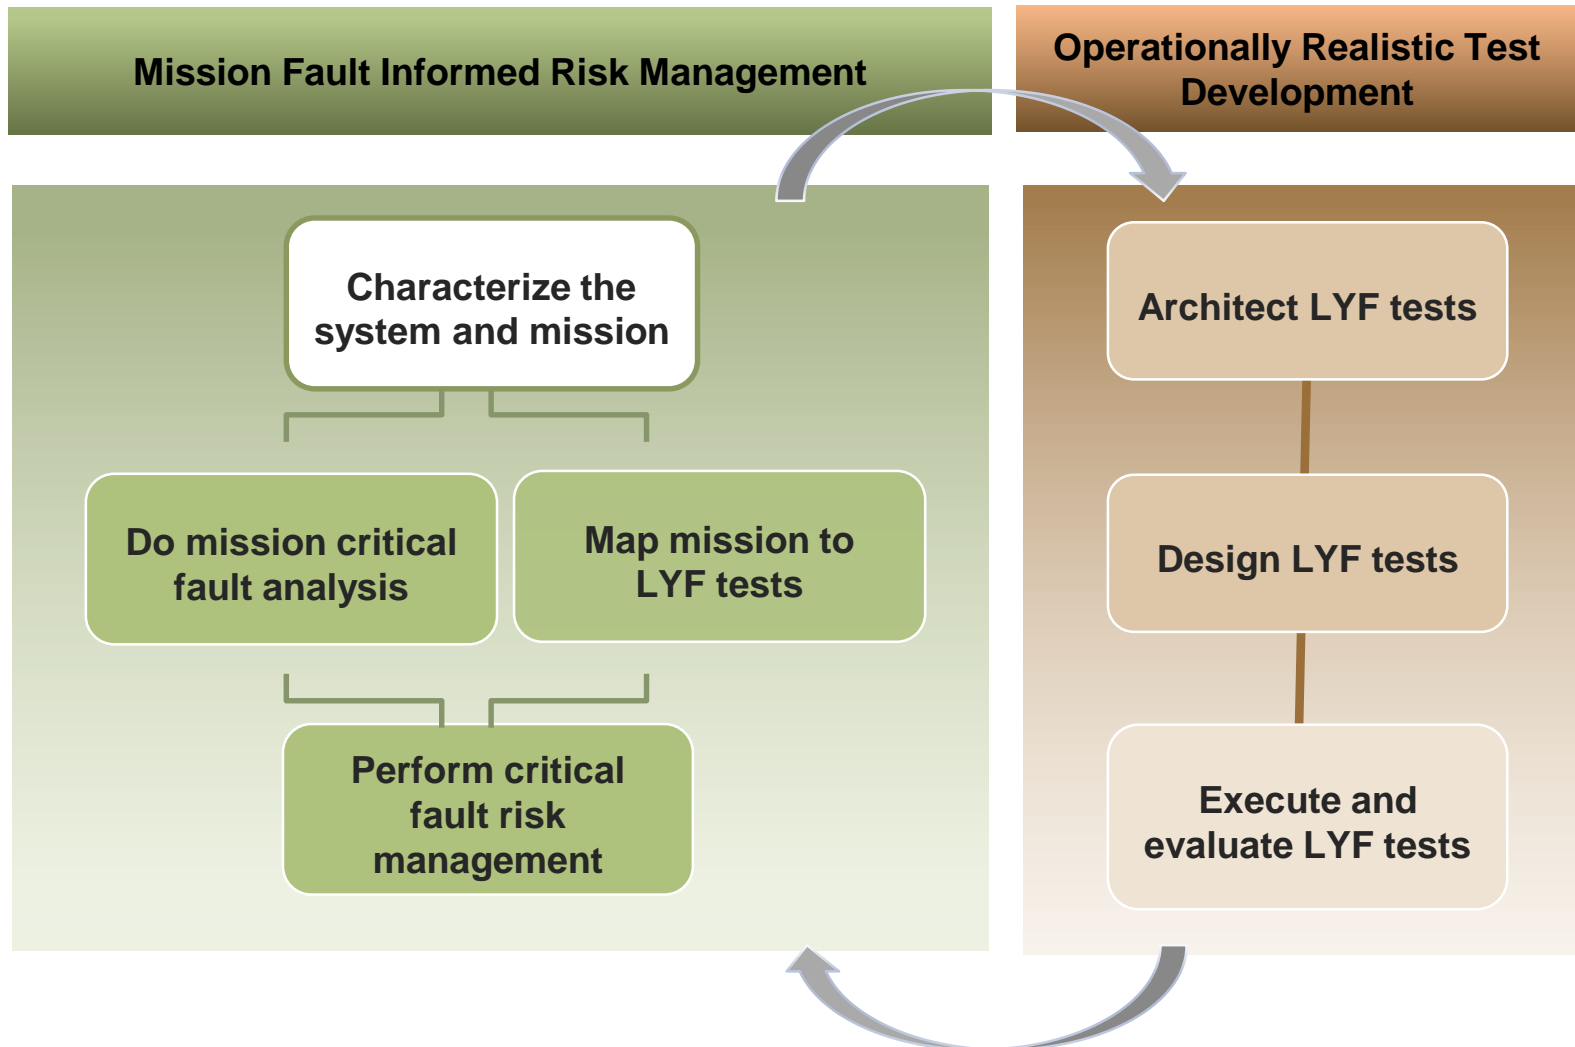 Mission Fault Informed Risk Management
Operationally Realistic Test
Development
Characterize the
system and mission
Do mission critical
fault analysis
Map mission to
LYF tests
Perform critical
fault risk
management
Architect LYF tests
Design LYF tests
Execute and
evaluate LYF tests